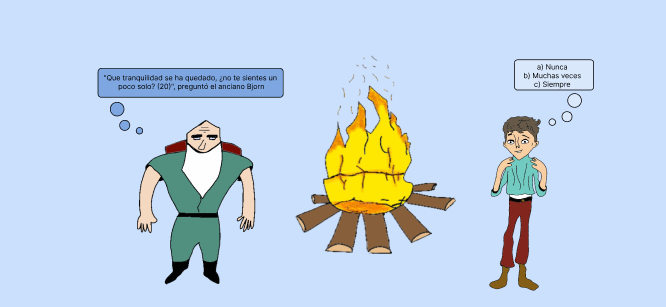 "Que tranquilidad se ha quedado, ¿no te sientes un
poco solo? (20)", preguntó el anciano Bjorn
a) Nunca
b) Muchas veces
c) Siempre